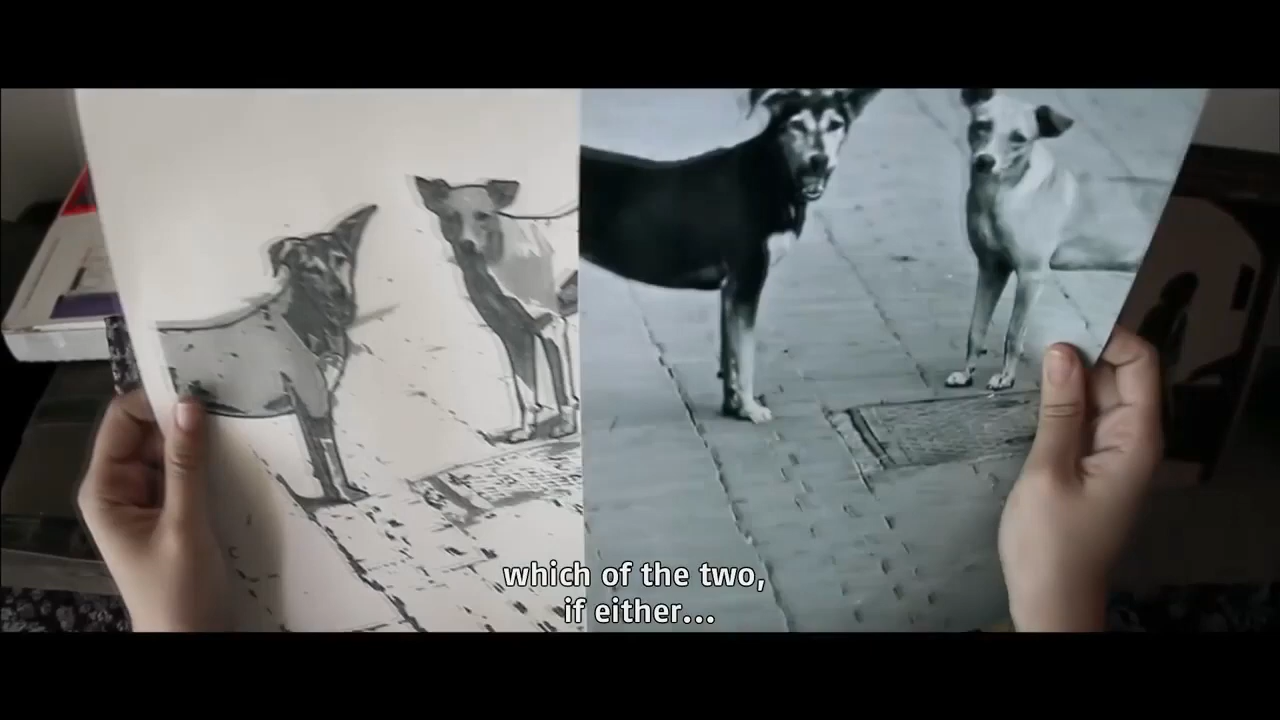 which of the two,
if either...